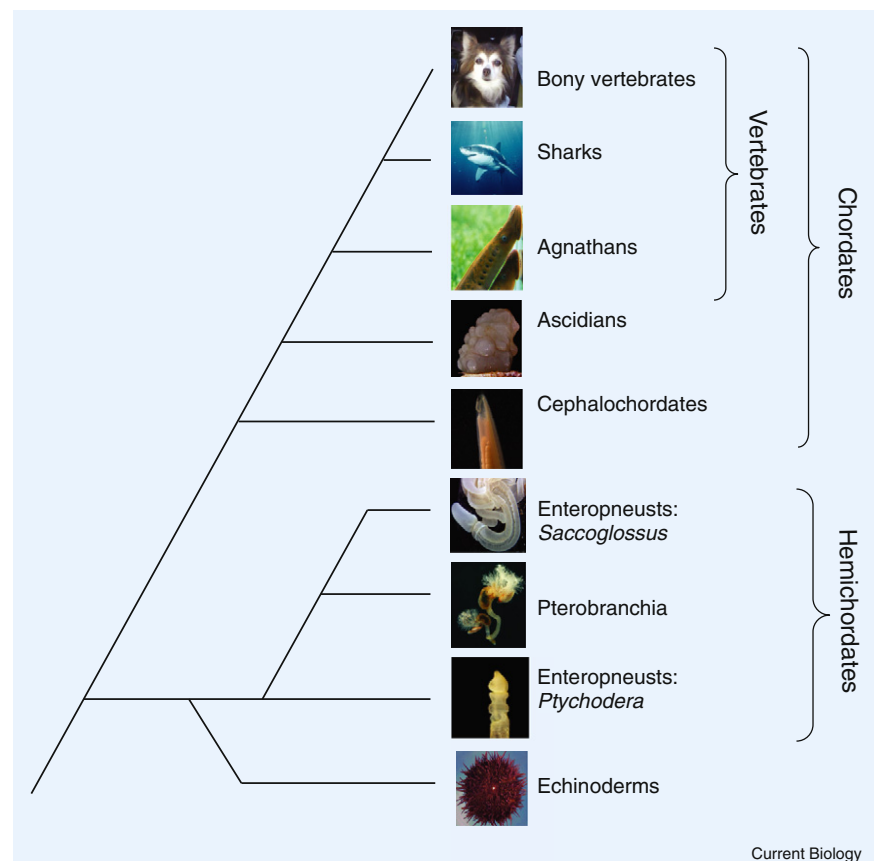 Bony vertebrates
Sharks
Agnathans
Ascidians
Cephalochordates
Enteropneusts:
Saccoglossus
Pterobranchia
Enteropneusts:
Ptychodera
Echinoderms
Vertebrates
Chordates
Hemichordates
Current Biology